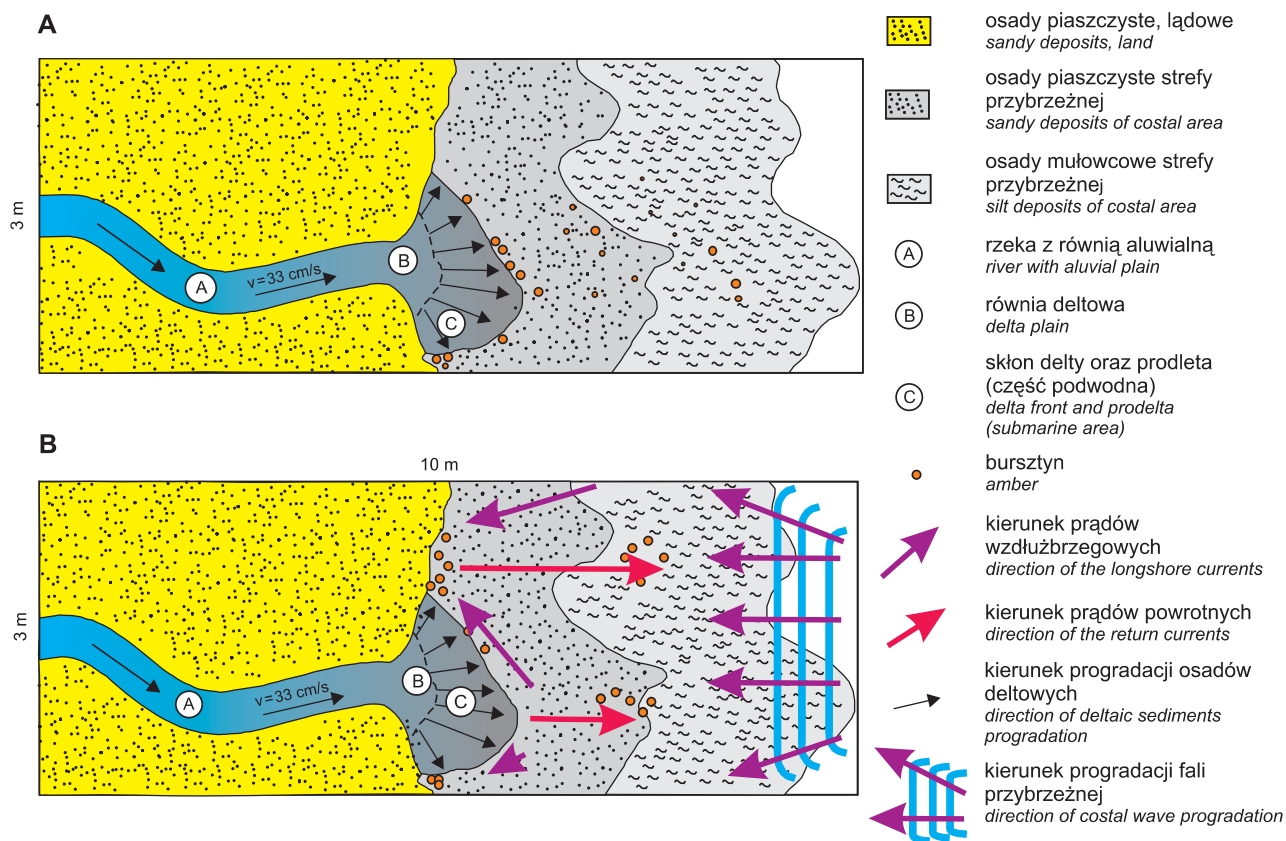 A
3 m
A
v=33 cm/s
B
C
B
10 m
3 m
A
v=33 cm/s
B
C
osady piaszczyste, lądowe
sandy deposits, land
osady piaszczyste strefy
przybrzeżnej
sandy deposits of costal area
osady mułowcowe strefy
przybrzeżnej
silt deposits of costal area
A
rzeka z równią aluwialną
river with aluvial plain
B
równia deltowa
delta plain
C
skłon delty oraz prodleta
(część podwodna)
delta front and prodelta
(submarine area)
bursztyn
amber
kierunek prądów
wzdłużbrzegowych
direction of the longshore currents
kierunek prądów powrotnych
direction of the return currents
kierunek progradacji osadów
deltowych
direction of deltaic sediments
progradation
kierunek progradacji fali
przybrzeżnej
direction of costal wave progradation